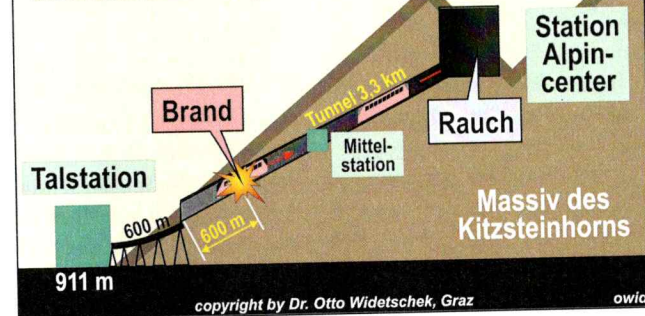 Station
Alpin-
center
Tunnel 3,3 km
Brand
Rauch
Mittel-
station
Talstation
600 m
600 m
Massiv des
Kitzsteinhorns
911 m
copyright by Dr. Otto Widetschek, Graz
owid